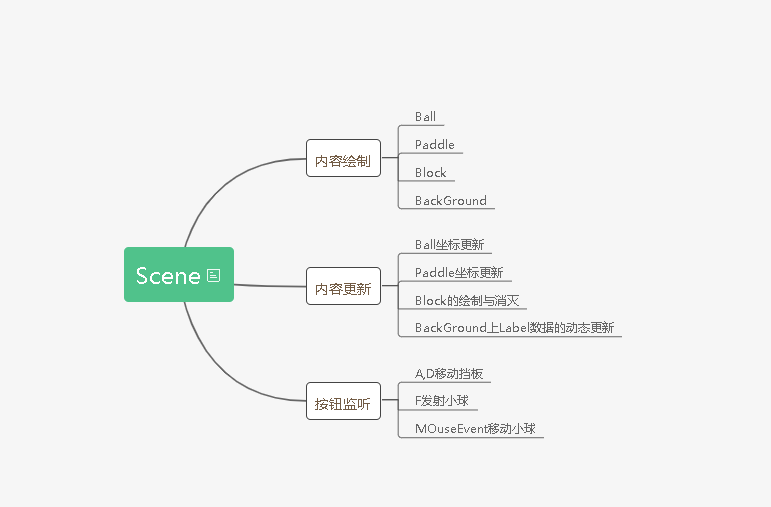 Scene
内容绘制
Ball
Paddle
Block
BackGround
内容更新
Ball坐标更新
Paddle坐标更新
Block的绘制与消灭
BackGround上Label数据的动态更新
按钮监听
A,D移动挡板
F发射小球
MOuseEvent移动小球